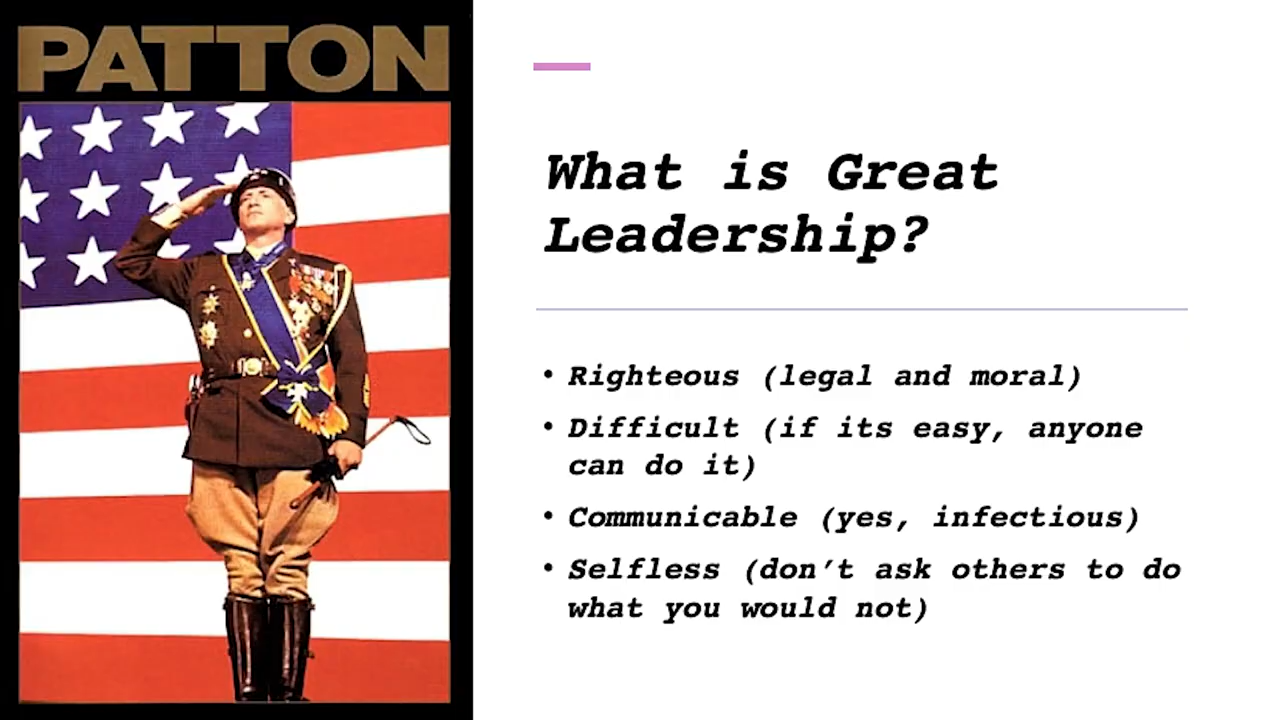 PATTON
What is Great
Leadership?
• Righteous (legal and moral)
• Difficult (if its easy, anyone
can do it)
• Communicable (yes, infectious)
• Selfless (don’t ask others to do
what you would not)